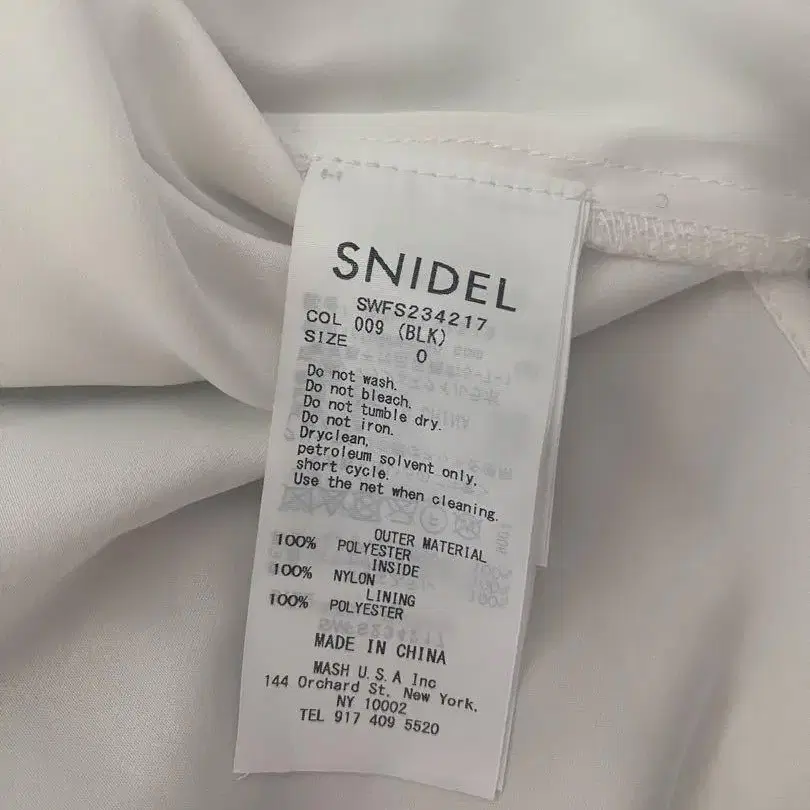 SNIDEL
SWFS234217
COL 009 (BLK)
SIZE 0
Do not wash.
Do not bleach.
Do not tumble dry.
Do not iron.
Dryclean,
petroleum solvent only,
short cycle.
Use the net when cleaning.
OUTER MATERIAL
100% POLYESTER
INSIDE
100% NYLON
LINING
100% POLYESTER
MADE IN CHINA
MASH U.S.A Inc
144 Orchard St. New York.
NY 10002
TEL 917 409 5520